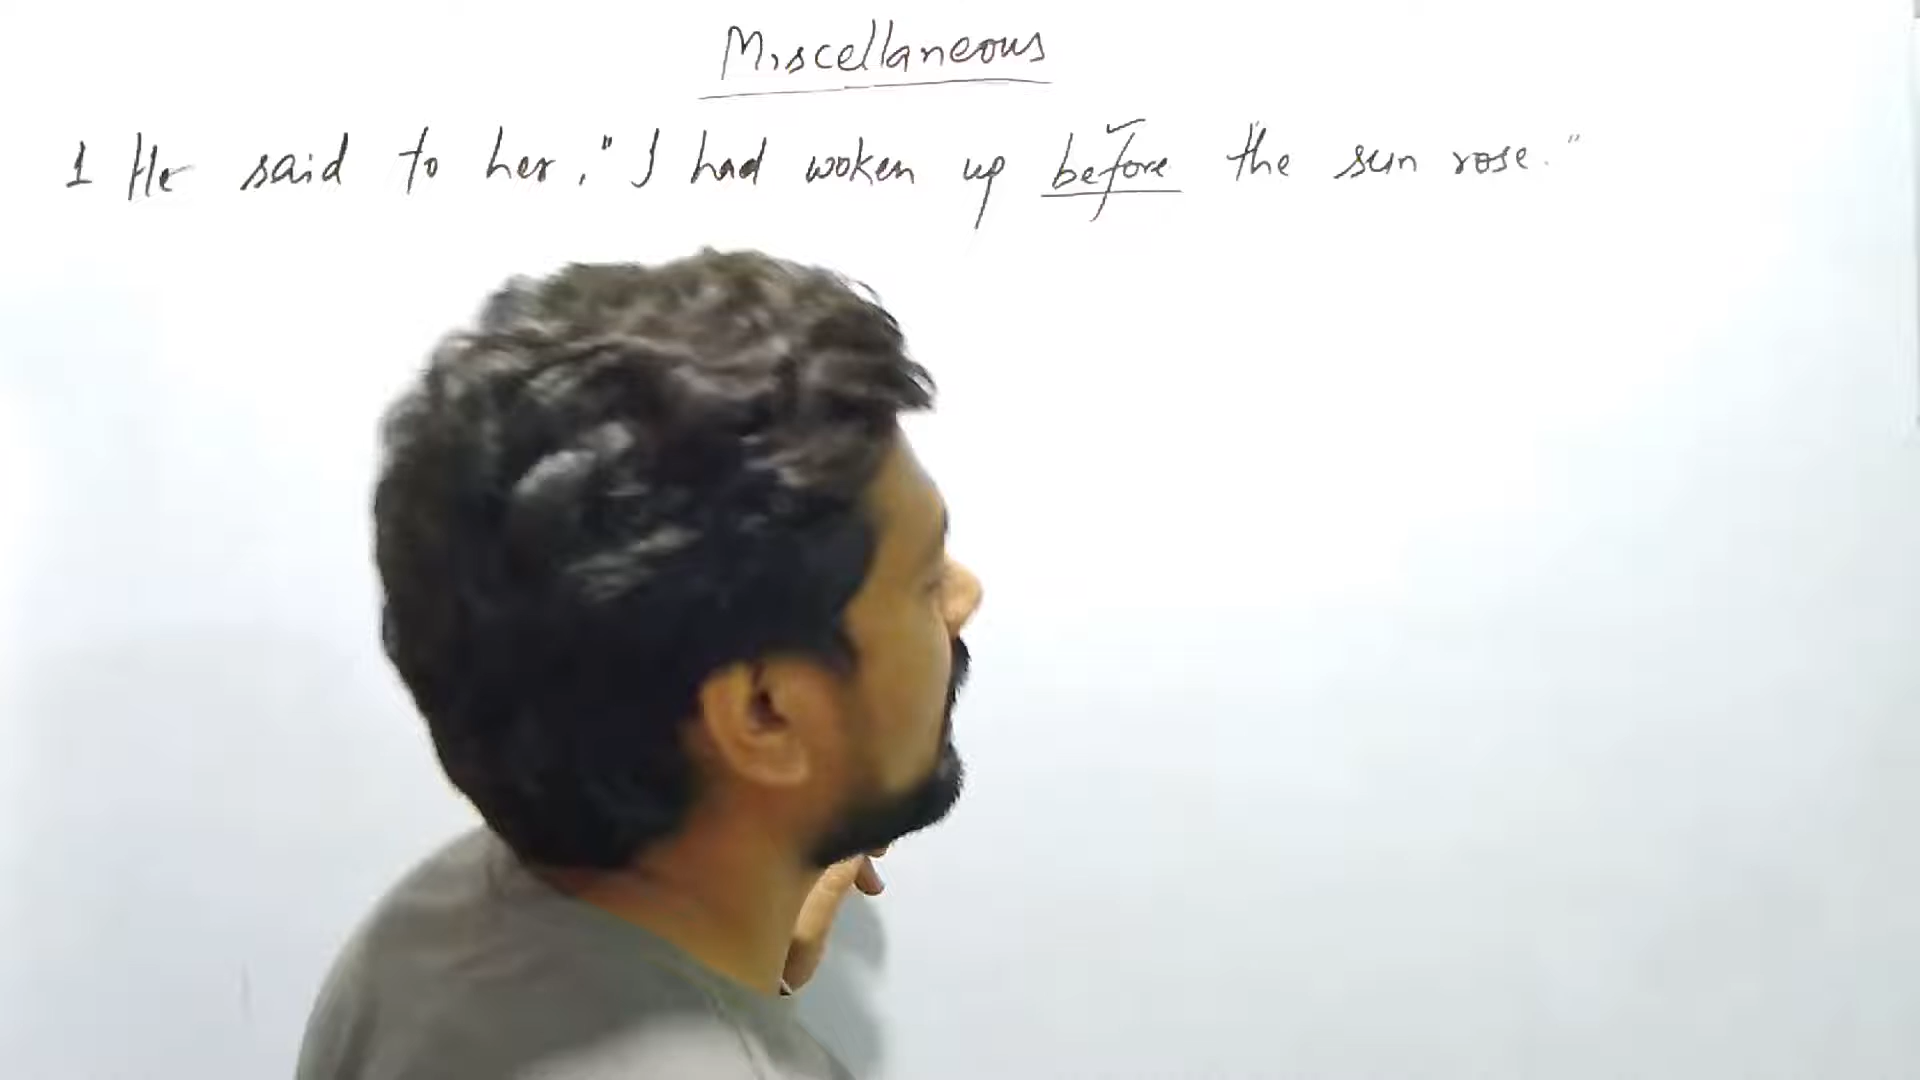 Miscellaneous
1 He said to her, "I had woken up before the sun rose."